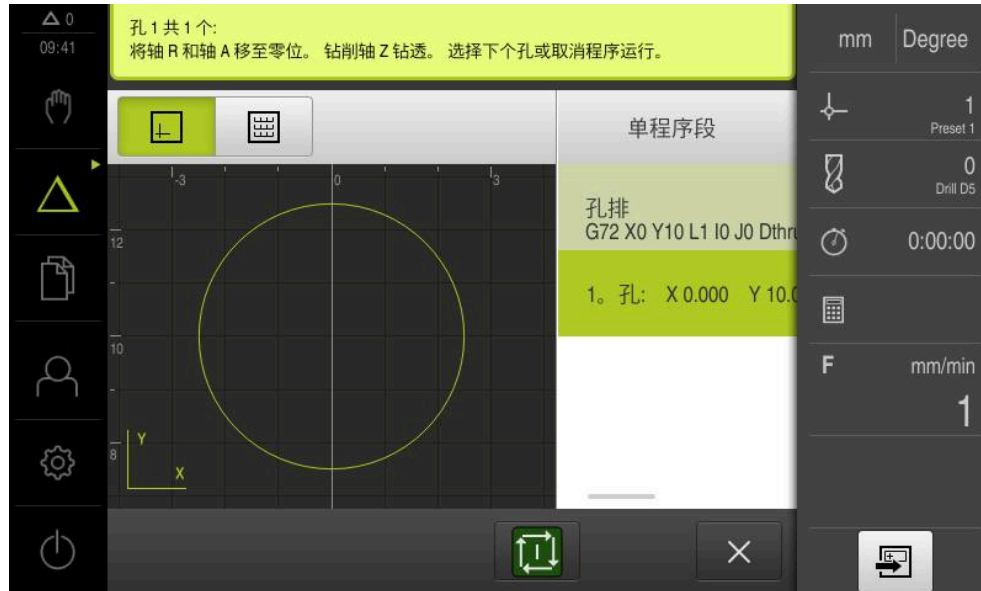 0
09:41
孔 1 共 1 个:
将轴 R 和轴 A 移至零位。 钻削轴 Z 钻透。 选择下个孔或取消程序运行。
mm
Degree
单程序段
1
Preset 1
0
Drill D5
0:00:00
F
mm/min
1
-3
0
3
12
10
8
Y
X
孔排
G72 X0 Y10 L1 I0 J0 Dthru
1。孔: X 0.000 Y 10.0